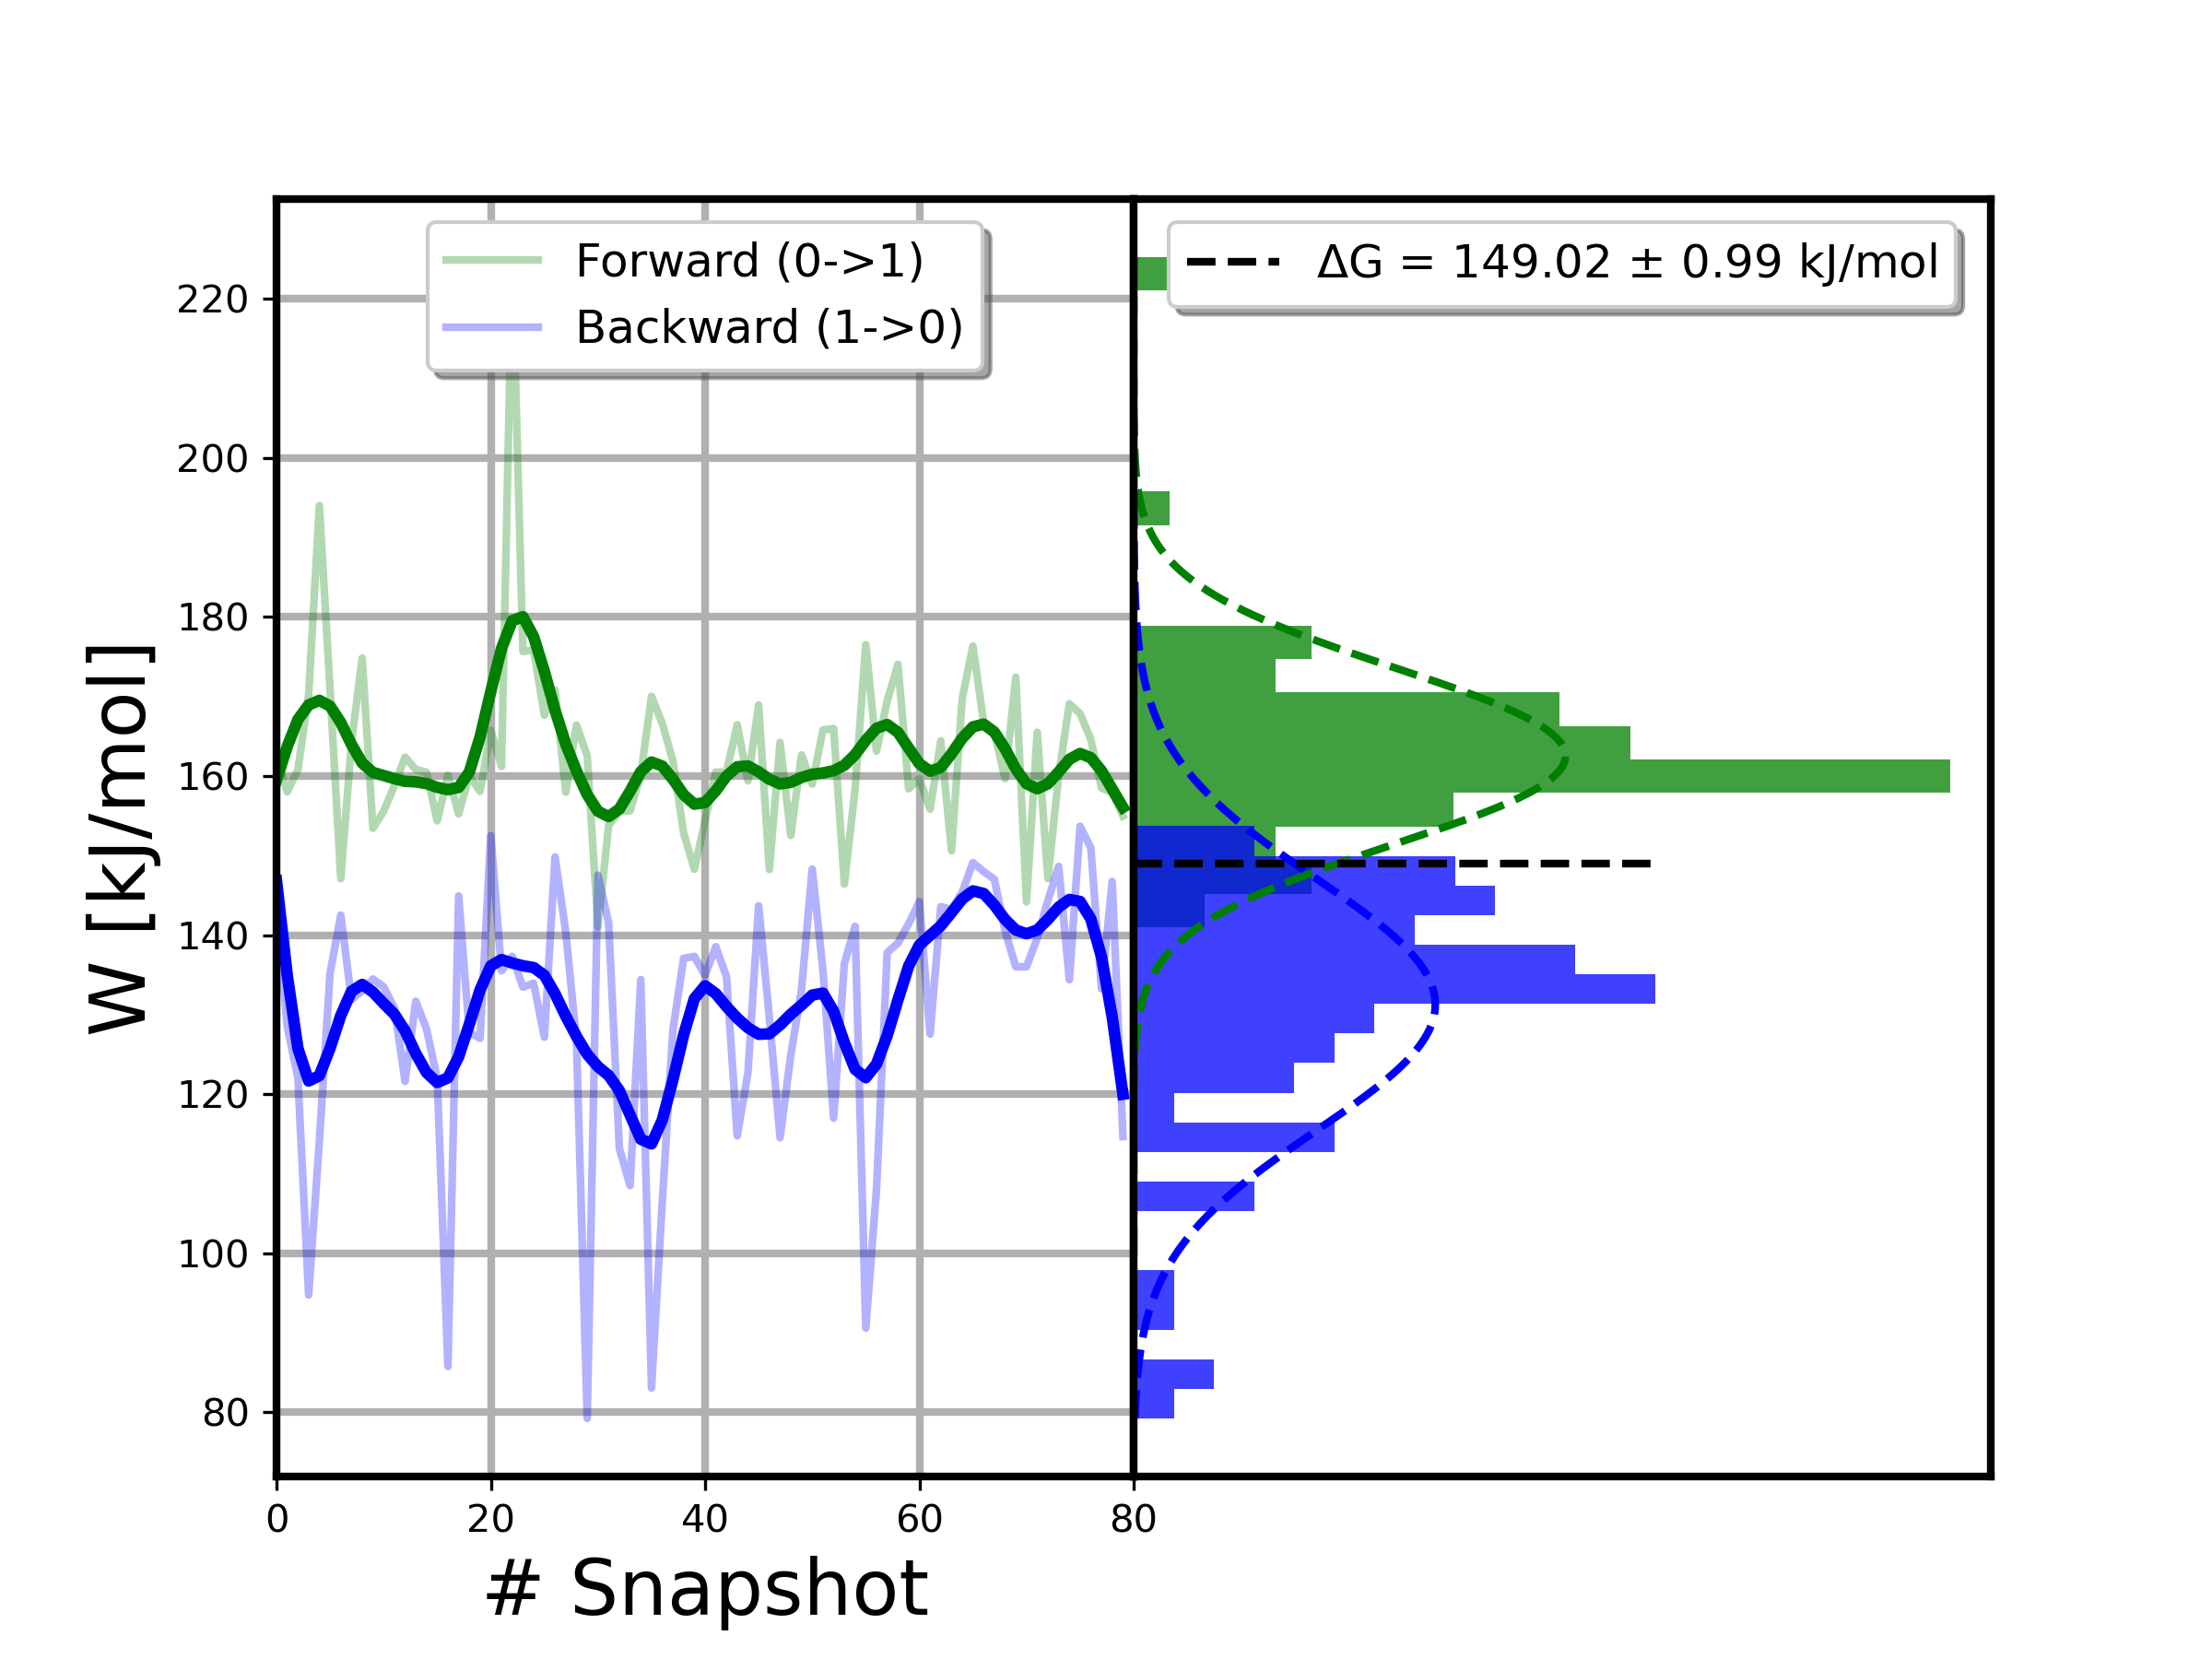 Forward (0->1)
Backward (1->0)
ΔG = 149.02 ± 0.99 kJ/mol
W [kJ/mol]
220
200
180
160
140
120
100
80
0 20 40 60 80
# Snapshot